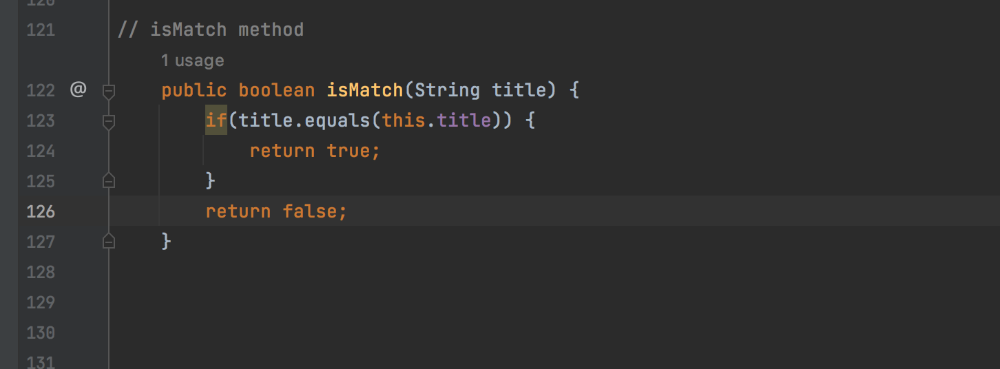 120
121 // isMatch method
1 usage
122 @ public boolean isMatch(String title) {
123 if(title.equals(this.title)) {
124 return true;
125 }
126 return false;
127 }
128
129
130
131